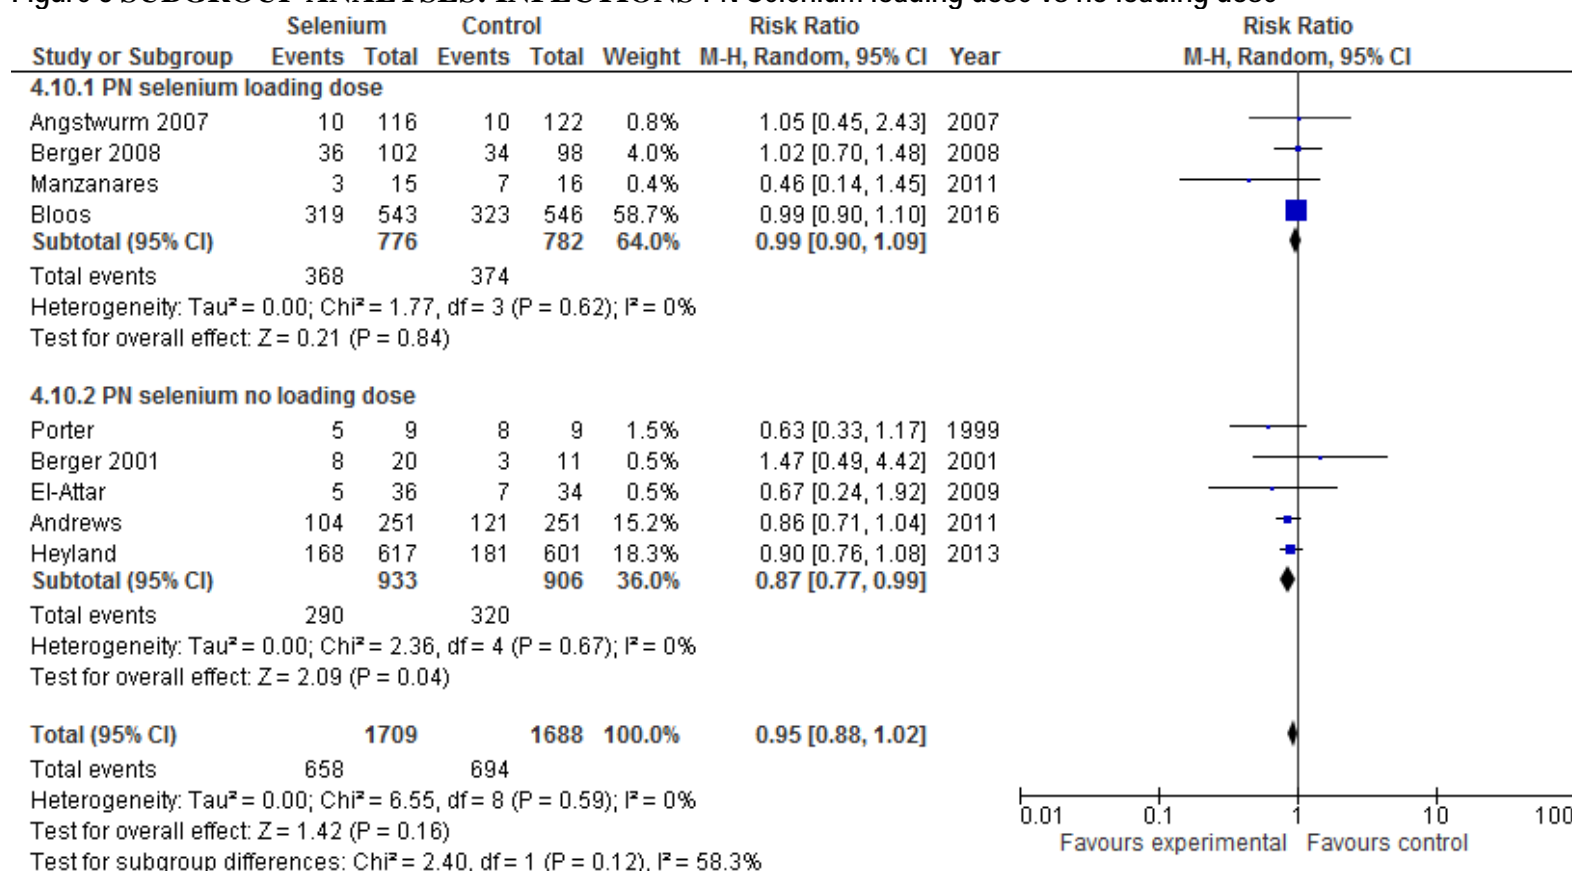 Figure 3 SUBGROUP ANALYSES: INFECTIONS PN Selenium loading dose vs no loading dose
Selenium Control Risk Ratio Risk Ratio
Study or Subgroup Events Total Events Total Weight M-H, Random, 95% CI Year M-H, Random, 95% CI
4.10.1 PN selenium loading dose
Angstwurm 2007 10 116 10 122 0.8% 1.05 [0.45, 2.43] 2007
Berger 2008 36 102 34 98 4.0% 1.02 [0.70, 1.48] 2008
Manzanares 3 15 7 16 0.4% 0.46 [0.14, 1.45] 2011
Bloos 319 543 323 546 58.7% 0.99 [0.90, 1.10] 2016
Subtotal (95% CI) 776 782 64.0% 0.99 [0.90, 1.09]
Total events 368 374
Heterogeneity: Tau² = 0.00; Chi² = 1.77, df = 3 (P = 0.62); I² = 0%
Test for overall effect: Z = 0.21 (P = 0.84)
4.10.2 PN selenium no loading dose
Porter 5 9 8 9 1.5% 0.63 [0.33, 1.17] 1999
Berger 2001 8 20 3 11 0.5% 1.47 [0.49, 4.42] 2001
El-Attar 5 36 7 34 0.5% 0.67 [0.24, 1.92] 2009
Andrews 104 251 121 251 15.2% 0.86 [0.71, 1.04] 2011
Heyland 168 617 181 601 18.3% 0.90 [0.76, 1.08] 2013
Subtotal (95% CI) 933 906 36.0% 0.87 [0.77, 0.99]
Total events 290 320
Heterogeneity: Tau² = 0.00; Chi² = 2.36, df = 4 (P = 0.67); I² = 0%
Test for overall effect: Z = 2.09 (P = 0.04)
Total (95% CI) 1709 1688 100.0% 0.95 [0.88, 1.02]
Total events 658 694
Heterogeneity: Tau² = 0.00; Chi² = 6.55, df = 8 (P = 0.59); I² = 0%
Test for overall effect: Z = 1.42 (P = 0.16)
Test for subgroup differences: Chi² = 2.40, df = 1 (P = 0.12), I² = 58.3%
0.01 0.1 1 10 100
Favours experimental Favours control